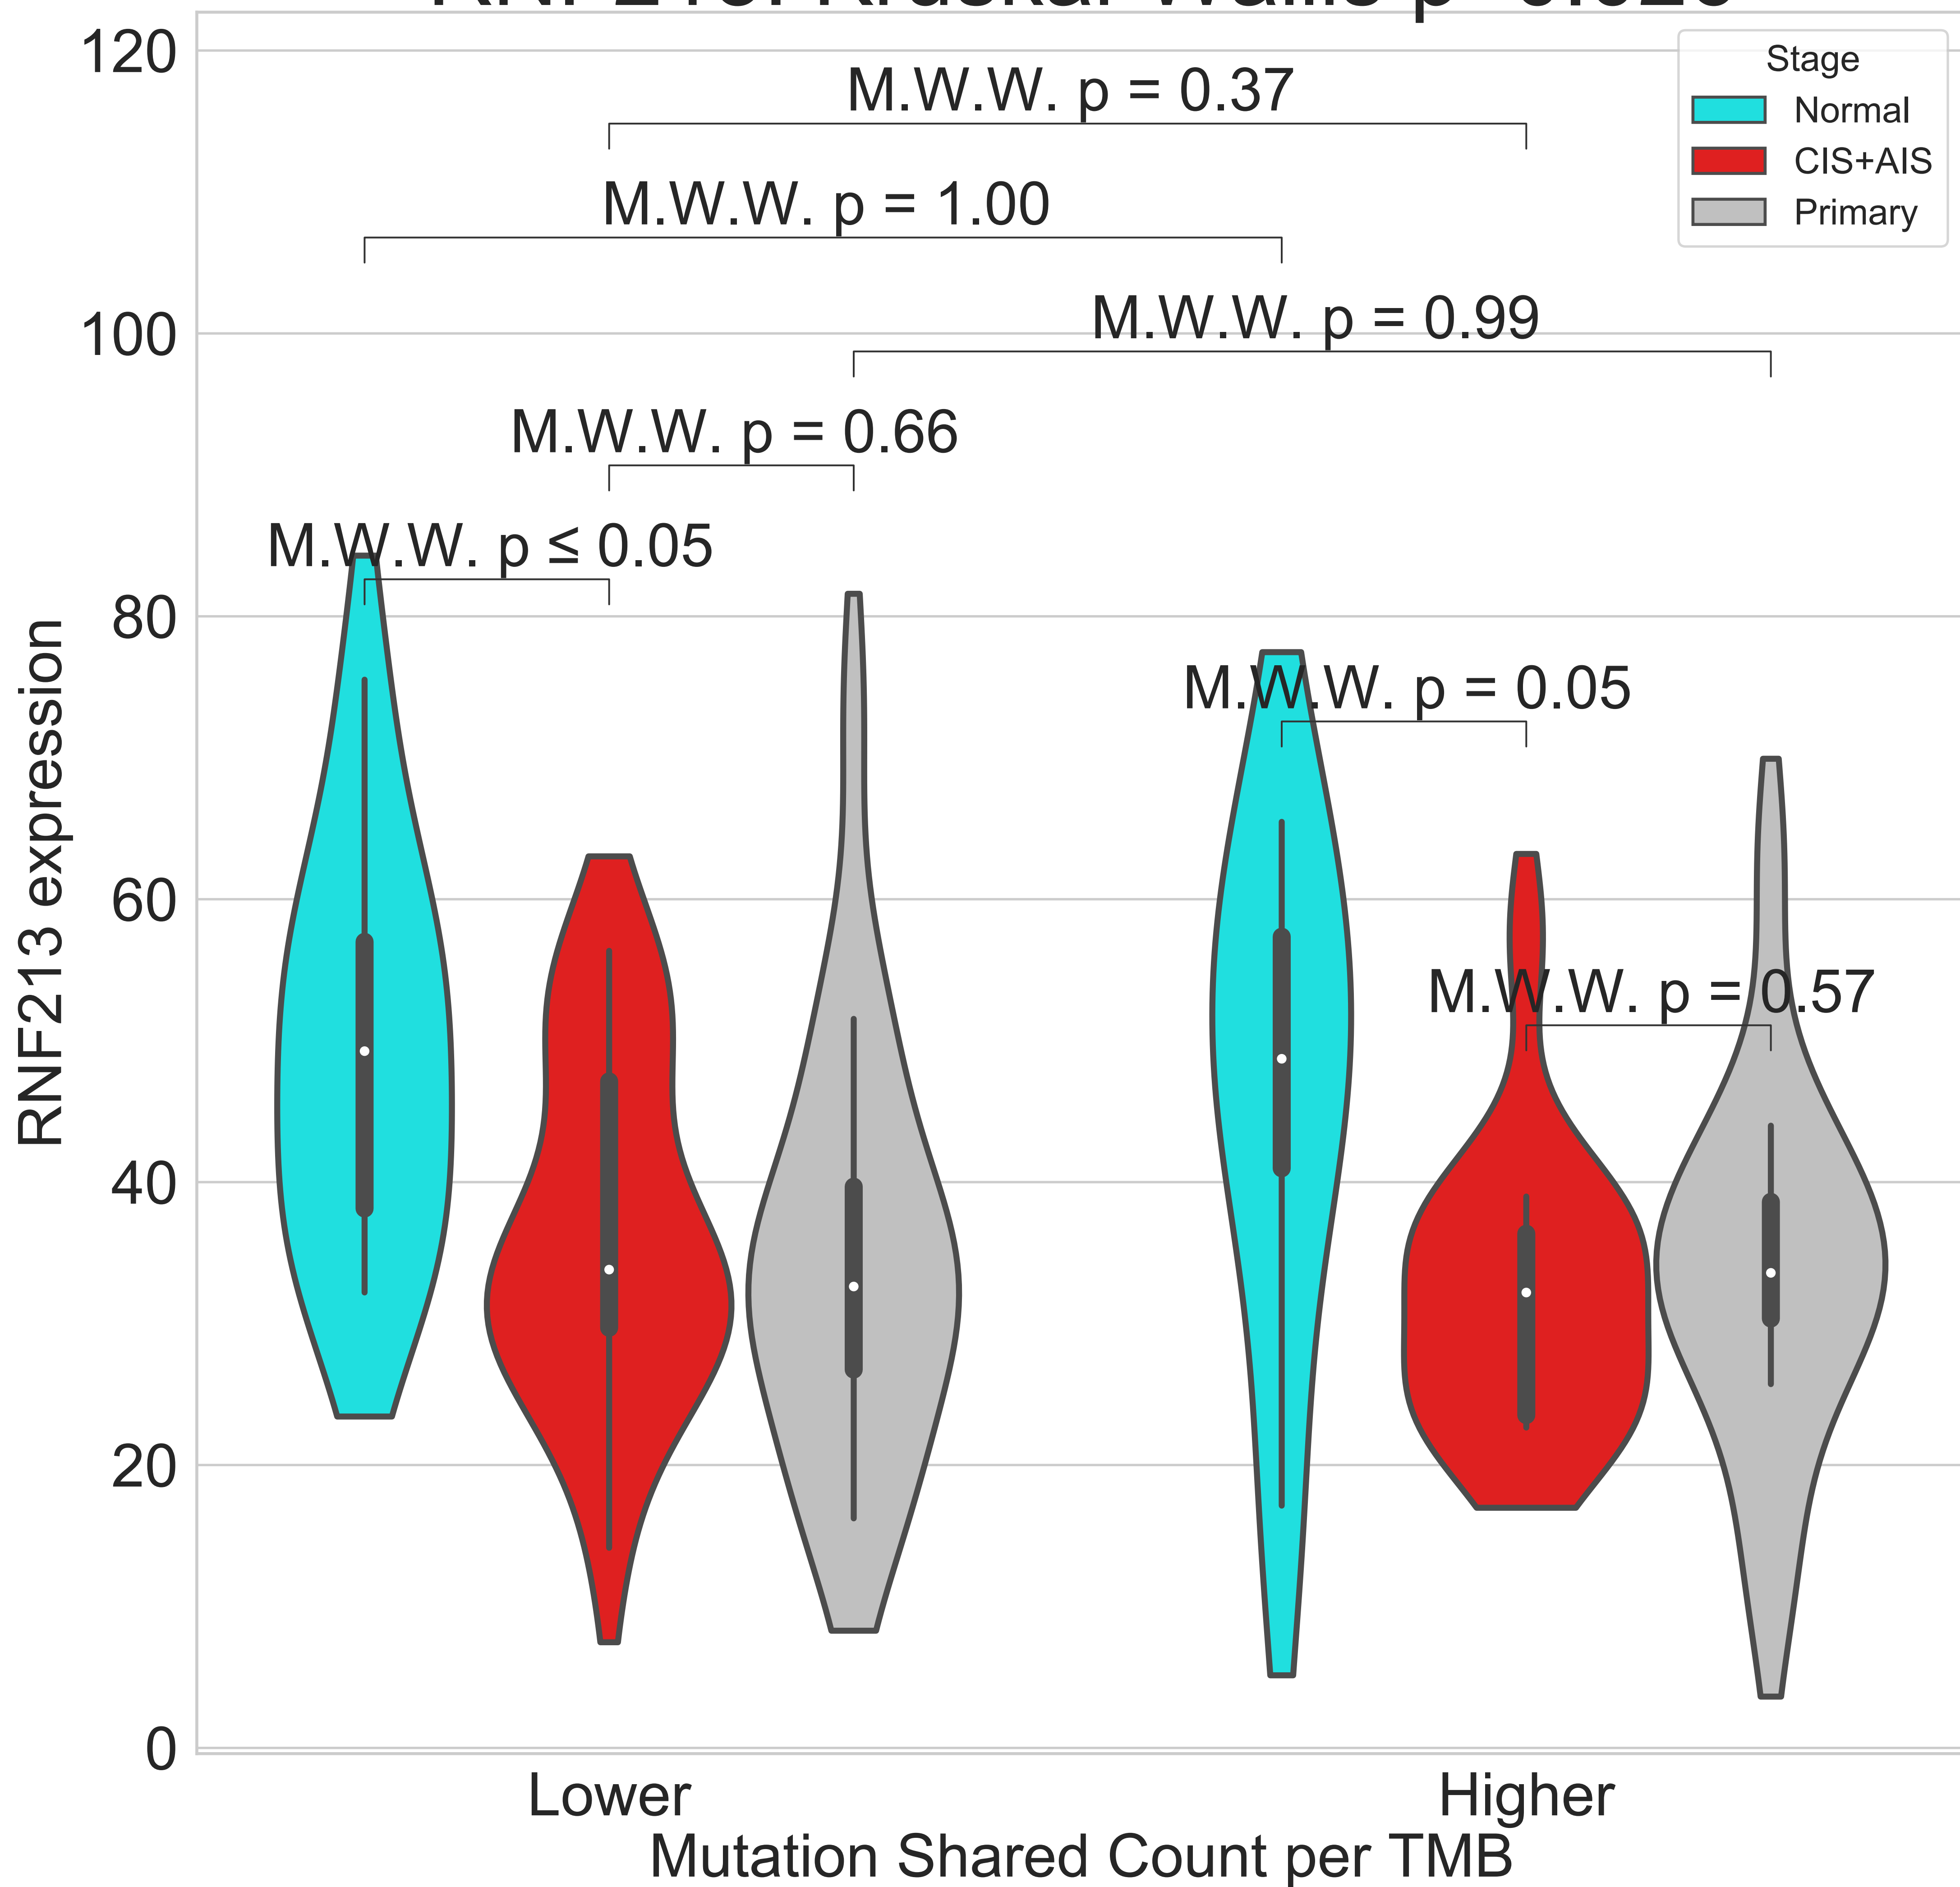 120
M.W.W. p = 0.37
Stage
Normal
CIS+AIS
Primary
M.W.W. p = 1.00
100
M.W.W. p = 0.99
M.W.W. p = 0.66
M.W.W. p ≤ 0.05
80
M.W.W. p = 0.05
60
M.W.W. p = 0.57
40
20
0
RNF213 expression
Lower
Higher
Mutation Shared Count per TMB